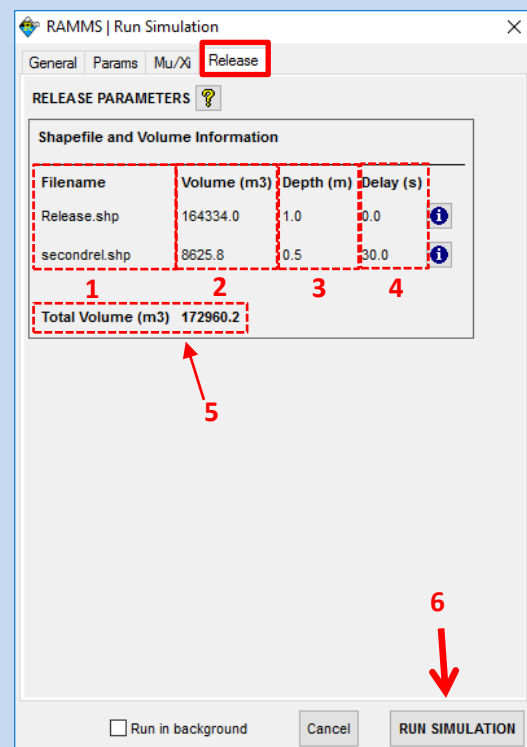 RAMMS | Run Simulation
General Params Mu/Xi Release
RELEASE PARAMETERS ?
Shapefile and Volume Information
Filename Volume (m3) Depth (m) Delay (s)
Release.shp 164334.0 1.0 0.0 i
secondrel.shp 8625.8 0.5 30.0 i
1 2 3 4
Total Volume (m3) 172960.2
5
6
Run in background Cancel RUN SIMULATION